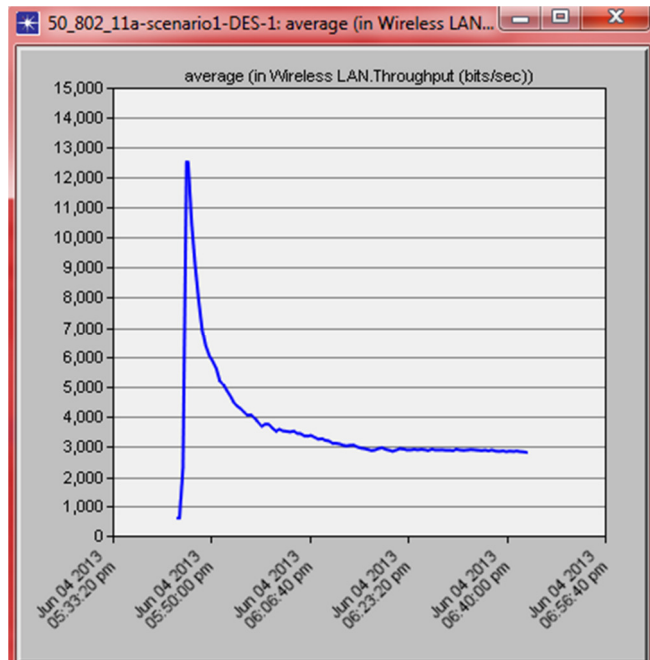 50_802_11a-scenario1-DES-1: average (in Wireless LAN...
average (in Wireless LAN.Throughput (bits/sec))
15,000
14,000
13,000
12,000
11,000
10,000
9,000
8,000
7,000
6,000
5,000
4,000
3,000
2,000
1,000
0
Jun 04 2013
05:33:20 pm
Jun 04 2013
05:50:00 pm
Jun 04 2013
06:06:40 pm
Jun 04 2013
06:23:20 pm
Jun 04 2013
06:40:00 pm
Jun 04 2013
06:56:40 pm